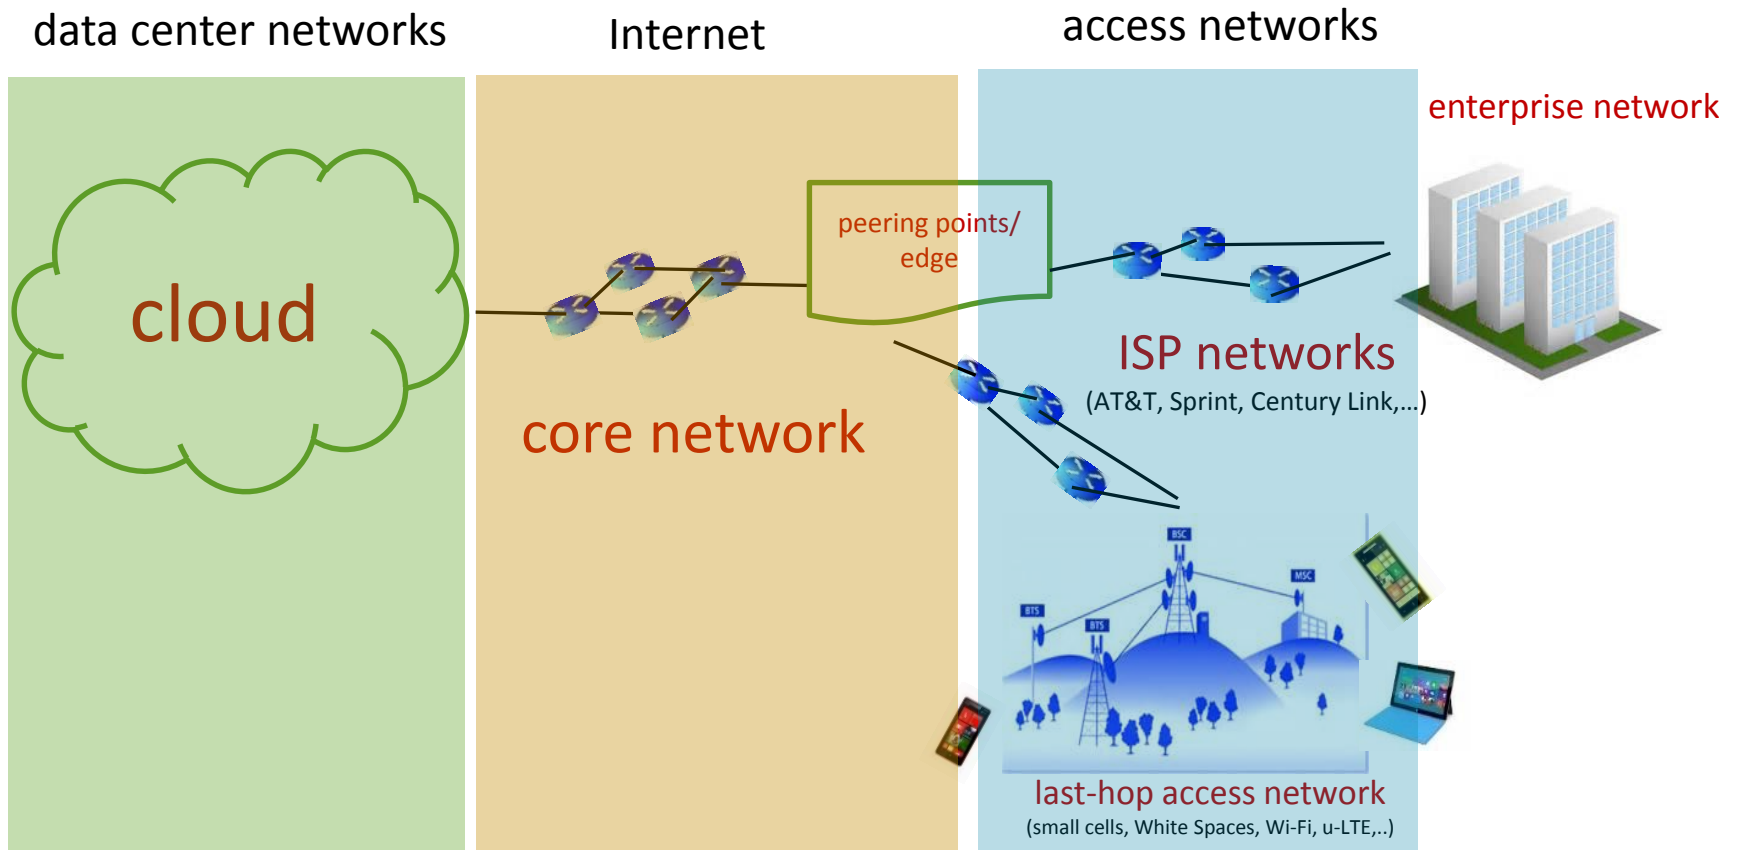 data center networks
Internet
access networks
enterprise network
cloud
core network
peering points/
edge
ISP networks
(AT&T, Sprint, Century Link,...)
BSC
MSC
BTS
BTS
last-hop access network
(small cells, White Spaces, Wi-Fi, u-LTE,..)